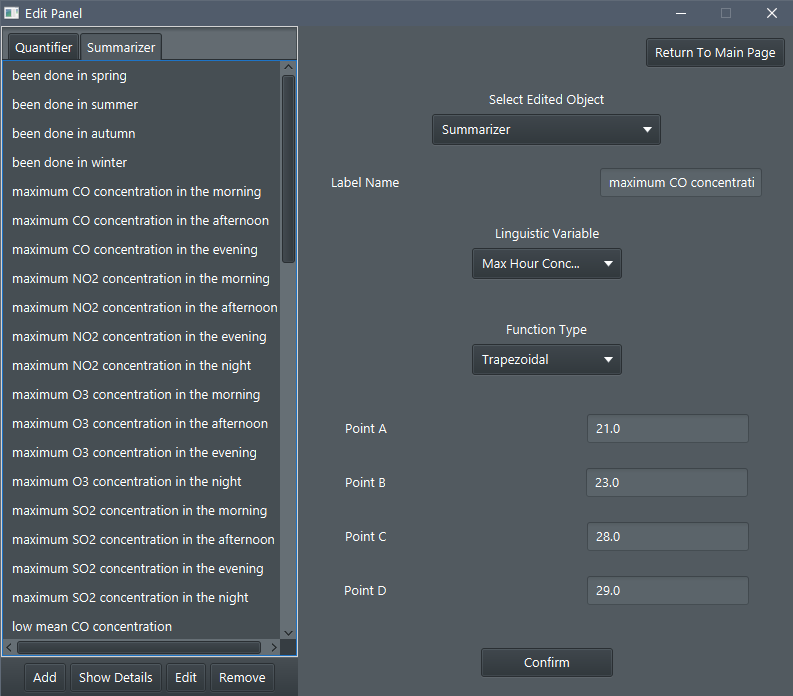 Edit Panel
Quantifier
Summarizer
been done in spring
been done in summer
been done in autumn
been done in winter
maximum CO concentration in the morning
maximum CO concentration in the afternoon
maximum CO concentration in the evening
maximum NO2 concentration in the morning
maximum NO2 concentration in the afternoon
maximum NO2 concentration in the evening
maximum NO2 concentration in the night
maximum O3 concentration in the morning
maximum O3 concentration in the afternoon
maximum O3 concentration in the evening
maximum O3 concentration in the night
maximum SO2 concentration in the morning
maximum SO2 concentration in the afternoon
maximum SO2 concentration in the evening
maximum SO2 concentration in the night
low mean CO concentration
Add
Show Details
Edit
Remove
Return To Main Page
Select Edited Object
Summarizer
Label Name
maximum CO concentrati
Linguistic Variable
Max Hour Conc...
Function Type
Trapezoidal
Point A
21.0
Point B
23.0
Point C
28.0
Point D
29.0
Confirm